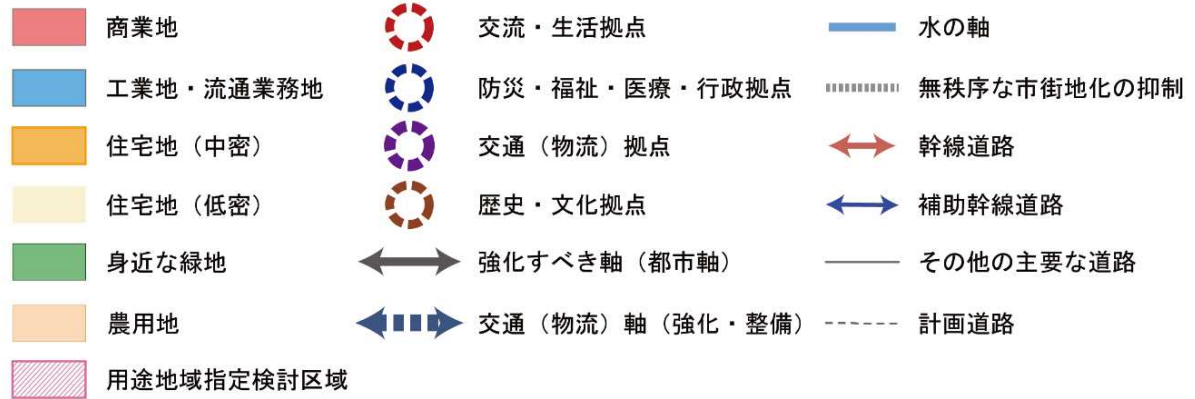 商業地
工業地・流通業務地
住宅地（中密）
住宅地（低密）
身近な緑地
農用地
用途地域指定検討区域
交流・生活拠点
防災・福祉・医療・行政拠点
交通（物流）拠点
歴史・文化拠点
強化すべき軸（都市軸）
交通（物流）軸（強化・整備）
水の軸
無秩序な市街地化の抑制
幹線道路
補助幹線道路
その他の主要な道路
計画道路